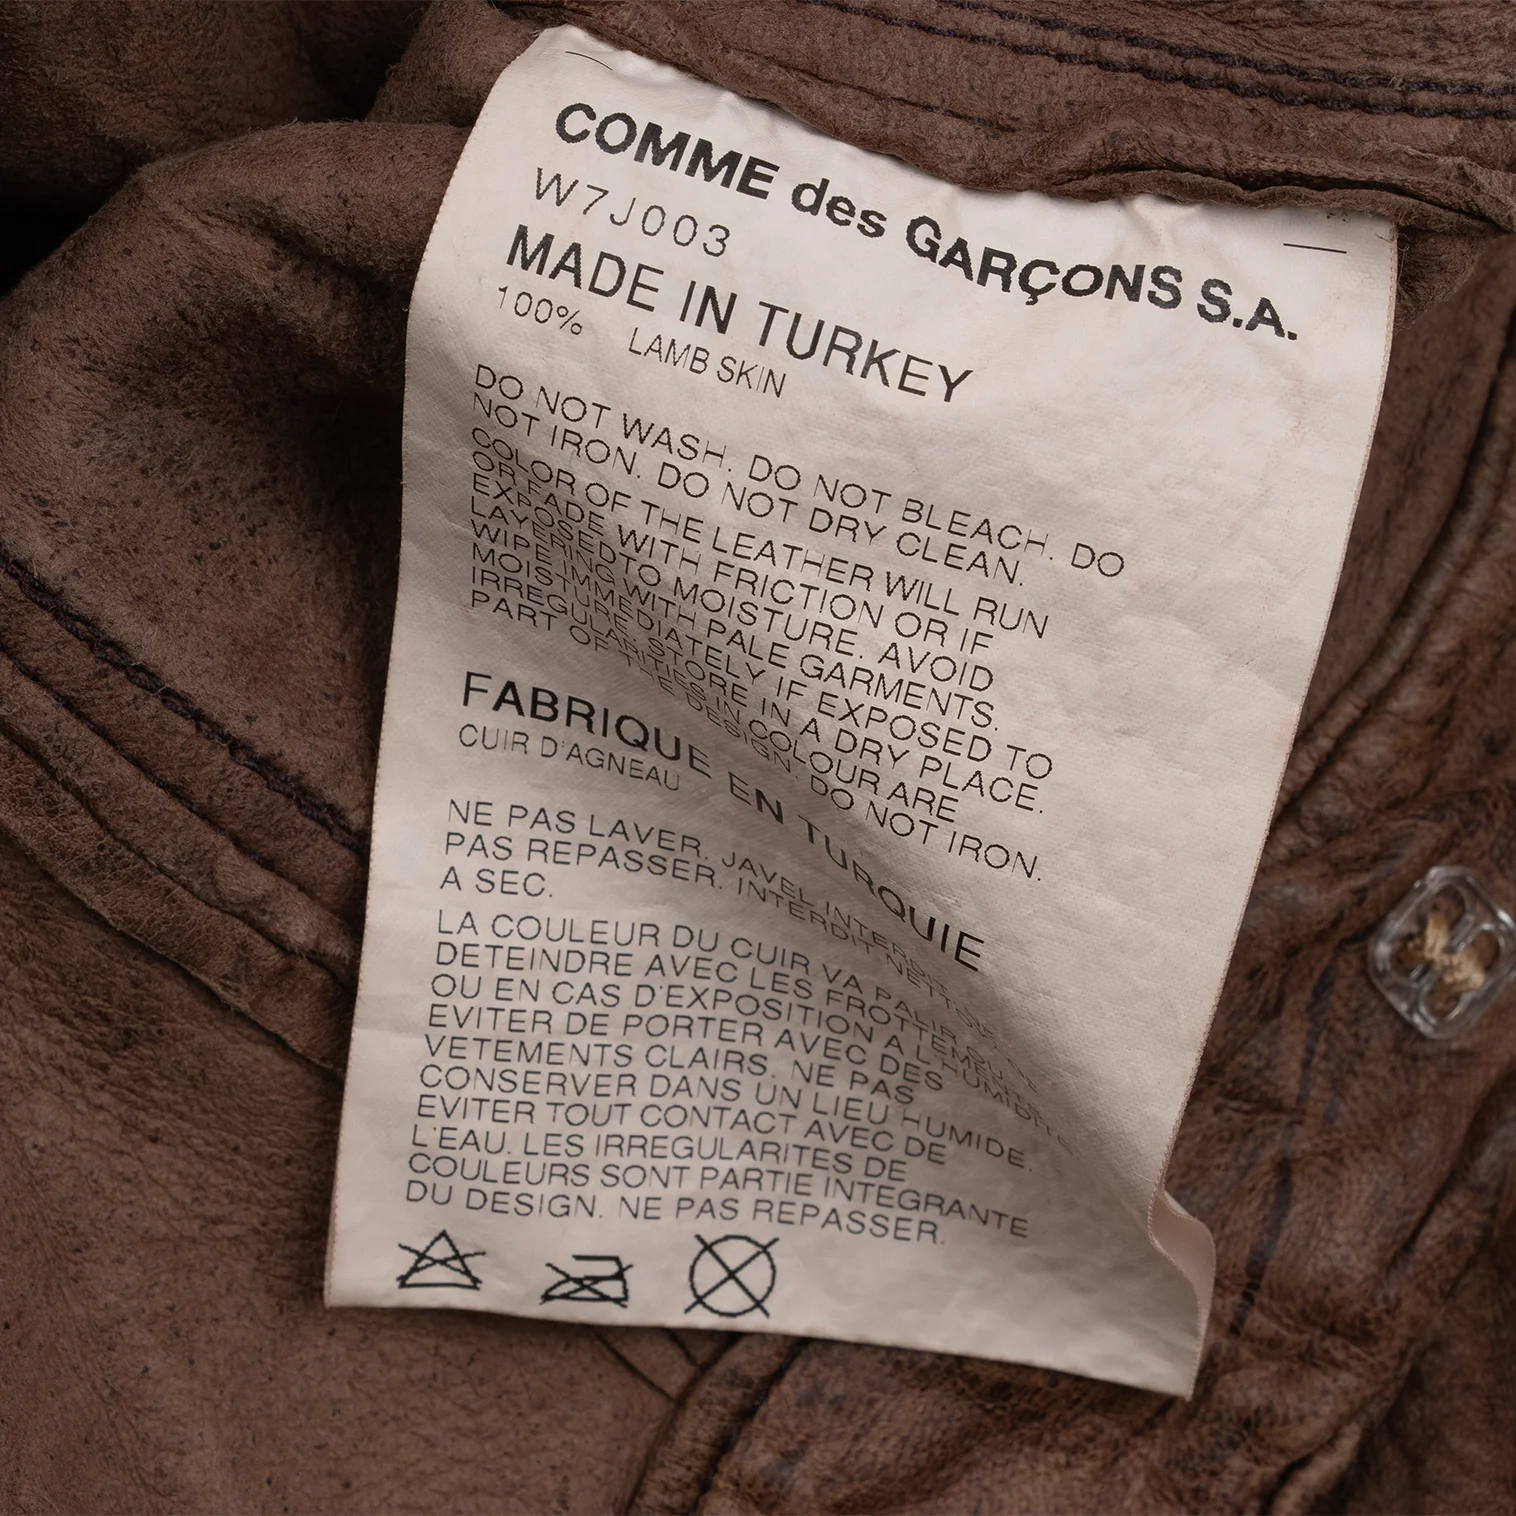 COMME des GARÇONS S.A.
W7J003
MADE IN TURKEY
100% LAMB SKIN
DO NOT WASH. DO NOT BLEACH. DO
NOT IRON. DO NOT DRY CLEAN.
COLOR OF THE LEATHER WILL RUN
OR FADE WITH FRICTION OR IF
EXPOSED TO MOISTURE. AVOID
LAYERING WITH PALE GARMENTS.
WIPE IMMEDIATELY IF EXPOSED TO
MOISTURE. STORE IN A DRY PLACE.
IRREGULARITIES IN COLOUR ARE
PART OF THE DESIGN. DO NOT IRON.
FABRIQUE EN TURQUIE
CUIR D'AGNEAU
NE PAS LAVER. JAVEL INTERDIT
PAS REPASSER. INTERDIT
A SEC.
LA COULEUR DU CUIR VA PALIR OU
DETEINDRE AVEC LES FROTTEMENTS
OU EN CAS D'EXPOSITION A L'HUMIDITE
EVITER DE PORTER AVEC DES
VETEMENTS CLAIRS. NE PAS
CONSERVER DANS UN LIEU HUMIDE.
EVITER TOUT CONTACT AVEC DE
L'EAU. LES IRREGULARITES DE
COULEURS SONT PARTIE INTEGRANTE
DU DESIGN. NE PAS REPASSER.